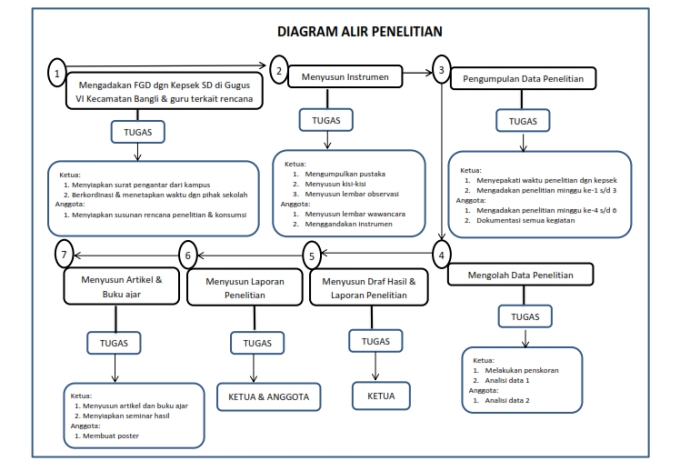 DIAGRAM ALIR PENELITIAN
1
Mengadakan FGD dgn Kepsek SD di Gugus
VI Kecamatan Bangli & guru terkait rencana
TUGAS
Ketua:
1. Menyiapkan surat pengantar dari kampus
2. Berkordinasi & menetapkan waktu dgn pihak sekolah
Anggota:
1. Menyiapkan susunan rencana penelitian & konsumsi
2
Menyusun Instrumen
TUGAS
Ketua:
1. Mengumpulkan pustaka
2. Menyusun kisi-kisi
3. Menyusun lembar observasi
Anggota:
1. Menyusun lembar wawancara
2. Menggandakan instrumen
3
Pengumpulan Data Penelitian
TUGAS
Ketua:
1. Menyepakati waktu penelitian dgn kepsek
2. Mengadakan penelitian minggu ke-1 s/d 3
Anggota:
1. Mengadakan penelitian minggu ke-4 s/d 6
2. Dokumentasi semua kegiatan
4
Mengolah Data Penelitian
TUGAS
Ketua:
1. Melakukan penskoran
2. Analisi data 1
Anggota:
1. Analisi data 2
5
Menyusun Draf Hasil &
Laporan Penelitian
TUGAS
KETUA
6
Menyusun Laporan
Penelitian
TUGAS
KETUA & ANGGOTA
7
Menyusun Artikel &
Buku ajar
TUGAS
Ketua:
1. Menyusun artikel dan buku ajar
2. Menyiapkan seminar hasil
Anggota:
1. Membuat poster